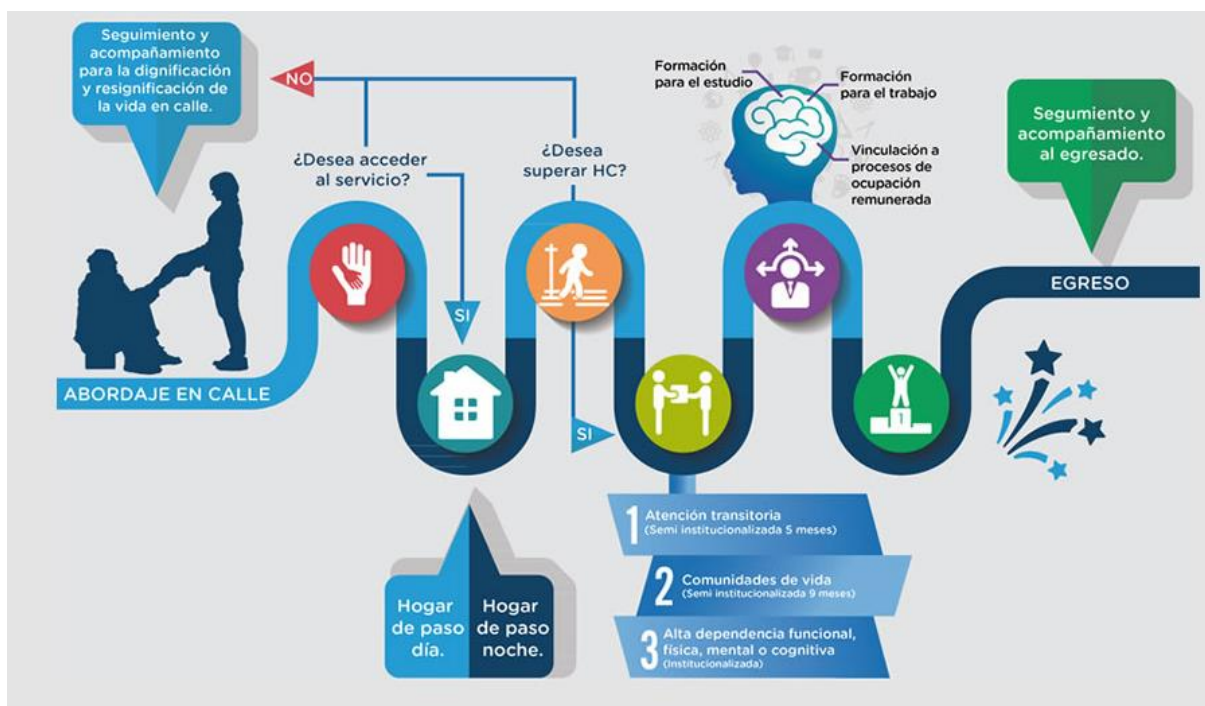 Seguimiento y
acompañamiento
para la dignificación
y resignificación de
la vida en calle.
NO
¿Desea acceder
al servicio?
¿Desea
superar HC?
Formación
para el estudio
Formación
para el trabajo
Vinculación a
procesos de
ocupación
remunerada
Segumiento y
acompañamiento
al egresado.
EGRESO
SI
ABORDAJE EN CALLE
1
SI
Hogar
de paso
día.
Hogar
de paso
noche.
1 Atención transitoria
(Semi institucionalizada 5 meses)
2 Comunidades de vida
(Semi institucionalizada 9 meses)
3 Alta dependencia funcional,
física, mental o cognitiva
(Institucionalizada)